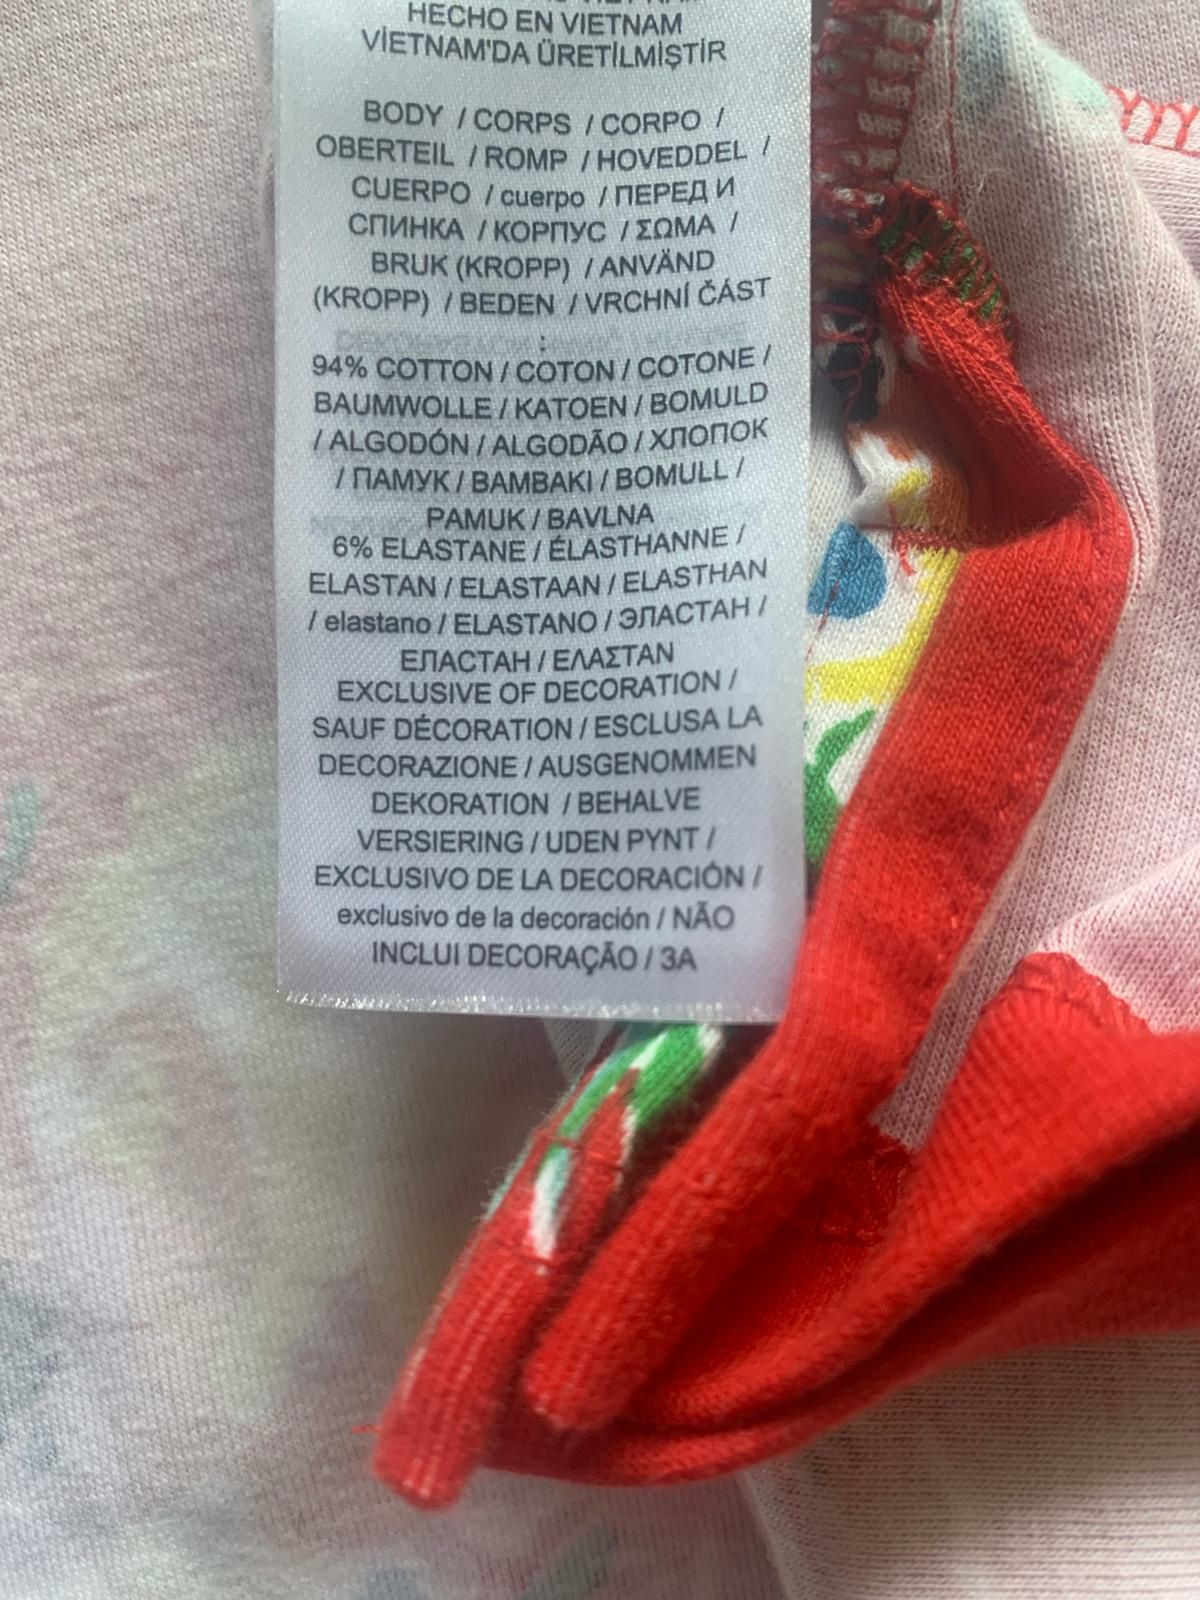 HECHO EN VIETNAM
VİETNAM'DA ÜRETİLMİŞTİR
BODY / CORPS / CORPO /
OBERTEIL / ROMP / HOVEDDEL /
CUERPO / cuerpo / ПЕРЕД И
СПИНКА / КОРПУС / ΣΩΜΑ /
BRUK (KROPP) / ANVÄND
(KROPP) / BEDEN / VRCHNÍ ČÁST
:
94% COTTON / COTON / COTONE /
BAUMWOLLE / KATOEN / BOMULD
/ ALGODÓN / ALGODÃO / ХЛОПОК
/ ПАМУК / ΒΑΜΒΑΚΙ / BOMULL /
PAMUK / BAVLNA
6% ELASTANE / ÉLASTHANNE /
ELASTAN / ELASTAAN / ELASTHAN
/ elastano / ELASTANO / ЭЛАСТАН /
ЕЛАСТАН / ΕΛΑΣΤΑΝ
EXCLUSIVE OF DECORATION /
SAUF DÉCORATION / ESCLUSA LA
DECORAZIONE / AUSGENOMMEN
DEKORATION / BEHALVE
VERSIERING / UDEN PYNT /
EXCLUSIVO DE LA DECORACIÓN /
exclusivo de la decoración / NÃO
INCLUI DECORAÇÃO / ЗА